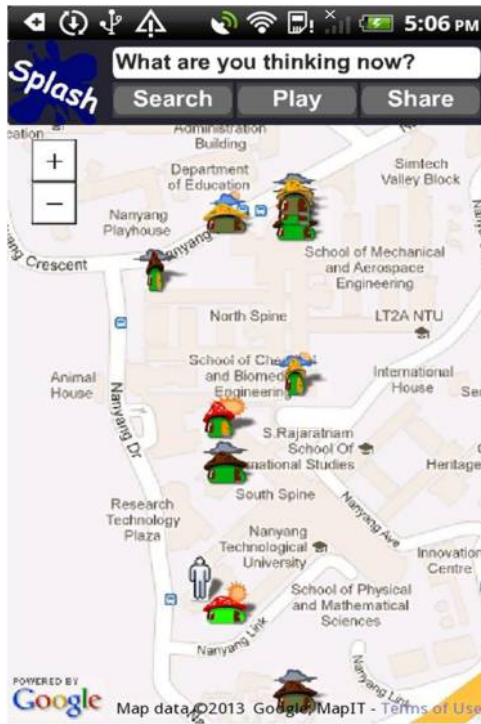 5:06 PM
Splash
What are you thinking now?
Search
Play
Share
Administration
Building
Simtech
Valley Block
Department
of Education
Nanyang
Playhouse
Nanyang
Crescent
School of Mechanical
and Aerospace
Engineering
North Spine
LT2A NTU
School of
and
Engineering
International
House
Animal
House
Nanyang Dr
S.Rajaratnam
School Of
Studies
Heritage
South Spine
Research
Technology
Plaza
Nanyang Ave
Nanyang
Technological
University
Innovation
Centre
School of Physical
and Mathematical
Sciences
Nanyang Link
Nanyang Link
POWERED BY
Google
Map data ©2013 Google, MapIT - Terms of Use